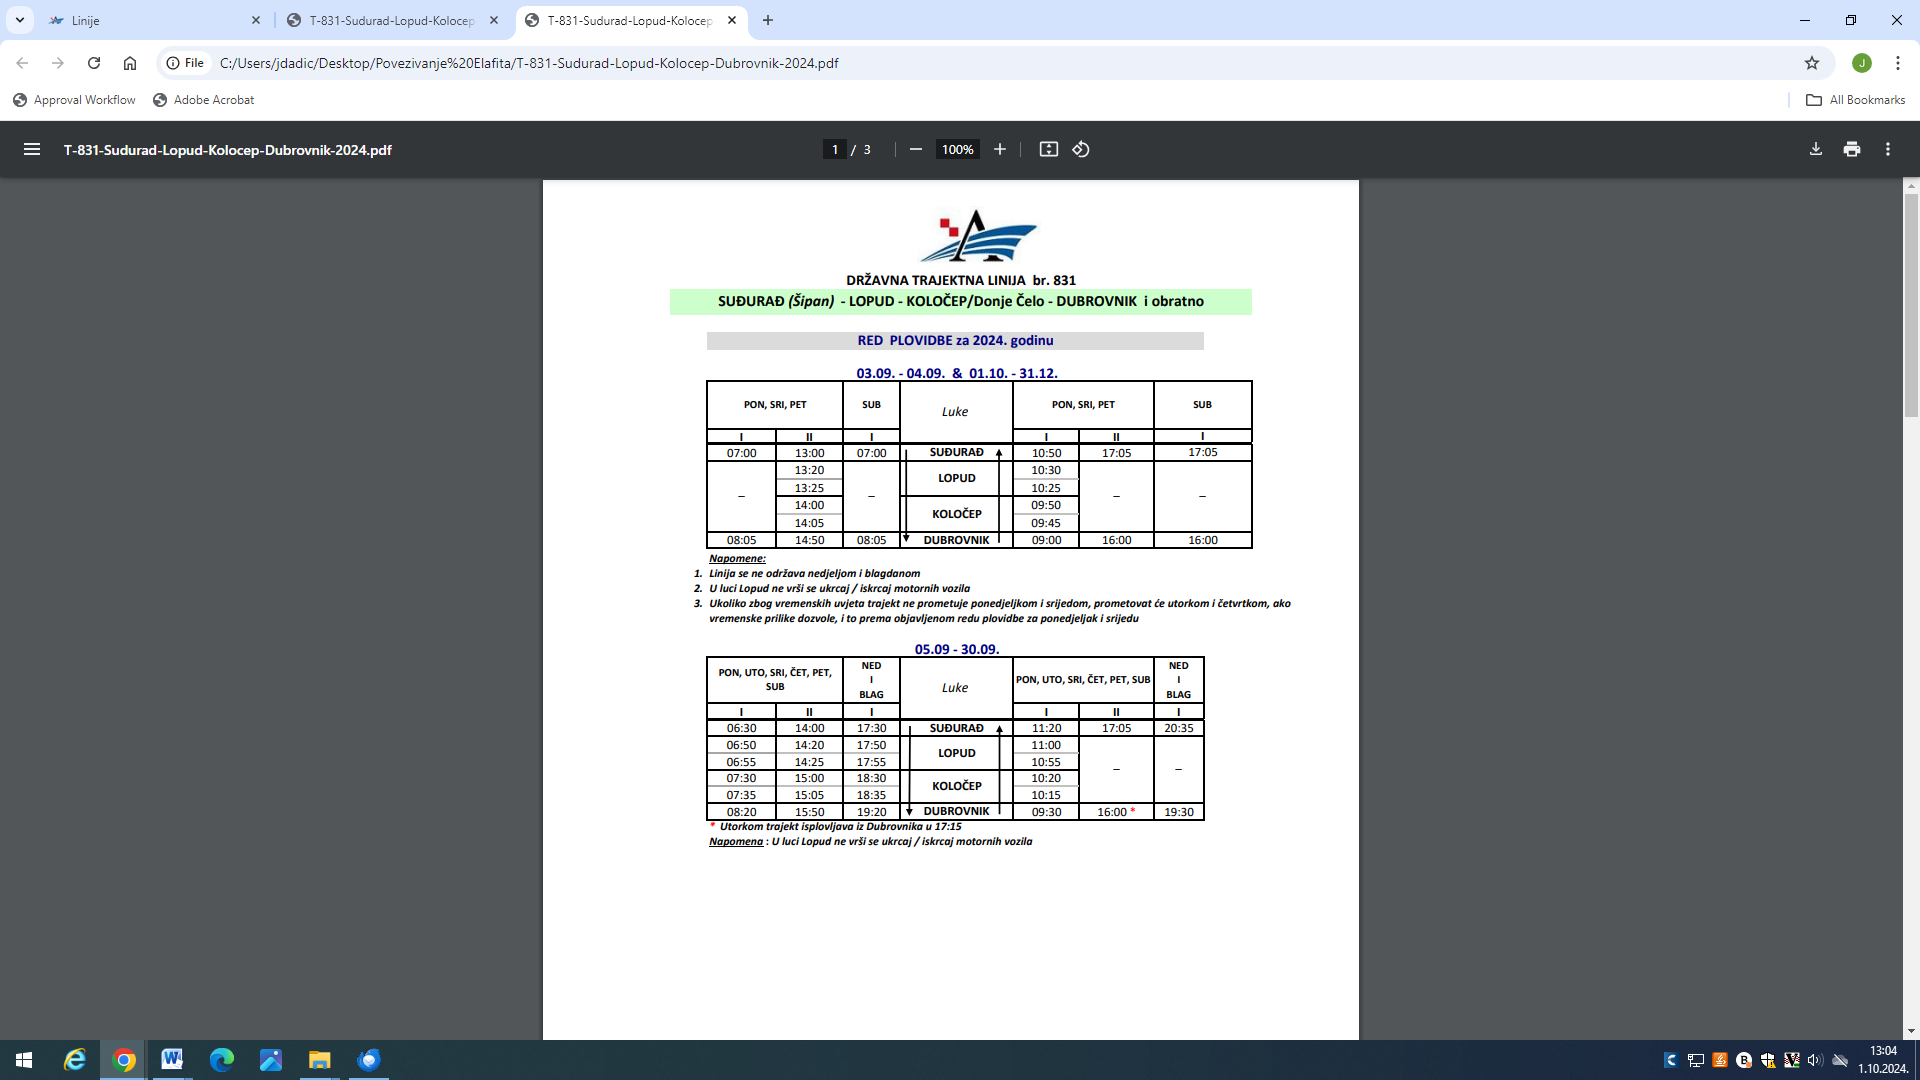 Linije
T-831-Sudurad-Lopud-Kolocep
T-831-Sudurad-Lopud-Kolocep
File
C:/Users/jdadic/Desktop/Povezivanje%20Elafita/T-831-Sudurad-Lopud-Kolocep-Dubrovnik-2024.pdf
J
Approval Workflow
Adobe Acrobat
All Bookmarks
T-831-Sudurad-Lopud-Kolocep-Dubrovnik-2024.pdf
1 / 3
100%
DRŽAVNA TRAJEKTNA LINIJA br. 831
SUĐURAĐ (Šipan) - LOPUD - KOLOČEP/Donje Čelo - DUBROVNIK i obratno
RED PLOVIDBE za 2024. godinu
03.09. - 04.09. & 01.10. - 31.12.
PON, SRI, PET SUB Luke PON, SRI, PET SUB
I II I I II I
07:00 13:00 07:00 SUĐURAĐ 10:50 17:05 17:05
13:20 10:30
LOPUD
13:25 10:25
– – – –
14:00 09:50
KOLOČEP
14:05 09:45
08:05 14:50 08:05 DUBROVNIK 09:00 16:00 16:00
Napomene:
1. Linija se ne održava nedjeljom i blagdanom
2. U luci Lopud ne vrši se ukrcaj / iskrcaj motornih vozila
3. Ukoliko zbog vremenskih uvjeta trajekt ne prometuje ponedjeljkom i srijedom, prometovat će utorkom i četvrtkom, ako
vremenske prilike dozvole, i to prema objavljenom redu plovidbe za ponedjeljak i srijedu
05.09 - 30.09.
PON, UTO, SRI, ČET, PET,
SUB
NED
I
BLAG
Luke
PON, UTO, SRI, ČET, PET, SUB
NED
I
BLAG
I II I I II I
06:30 14:00 17:30 SUĐURAĐ 11:20 17:05 20:35
06:50 14:20 17:50 11:00
LOPUD
06:55 14:25 17:55 10:55
– –
07:30 15:00 18:30 10:20
KOLOČEP
07:35 15:05 18:35 10:15
08:20 15:50 19:20 DUBROVNIK 09:30 16:00 * 19:30
* Utorkom trajekt isplovljava iz Dubrovnika u 17:15
Napomena : U luci Lopud ne vrši se ukrcaj / iskrcaj motornih vozila
13:04
1.10.2024.